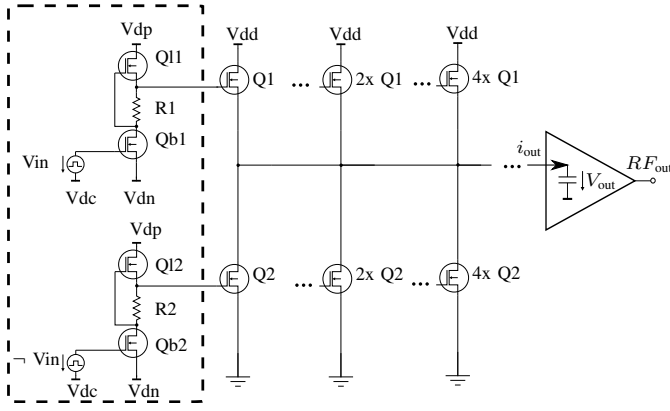 Vdp
Vdd
Vdd
Vdd
Ql1
Q1
...
2x Q1
...
4x Q1
R1
Qb1
Vin
Vdc
Vdn
i_out
...
V_out
RF_out
Vdp
Ql2
Q2
...
2x Q2
...
4x Q2
R2
Qb2
¬ Vin
Vdc
Vdn